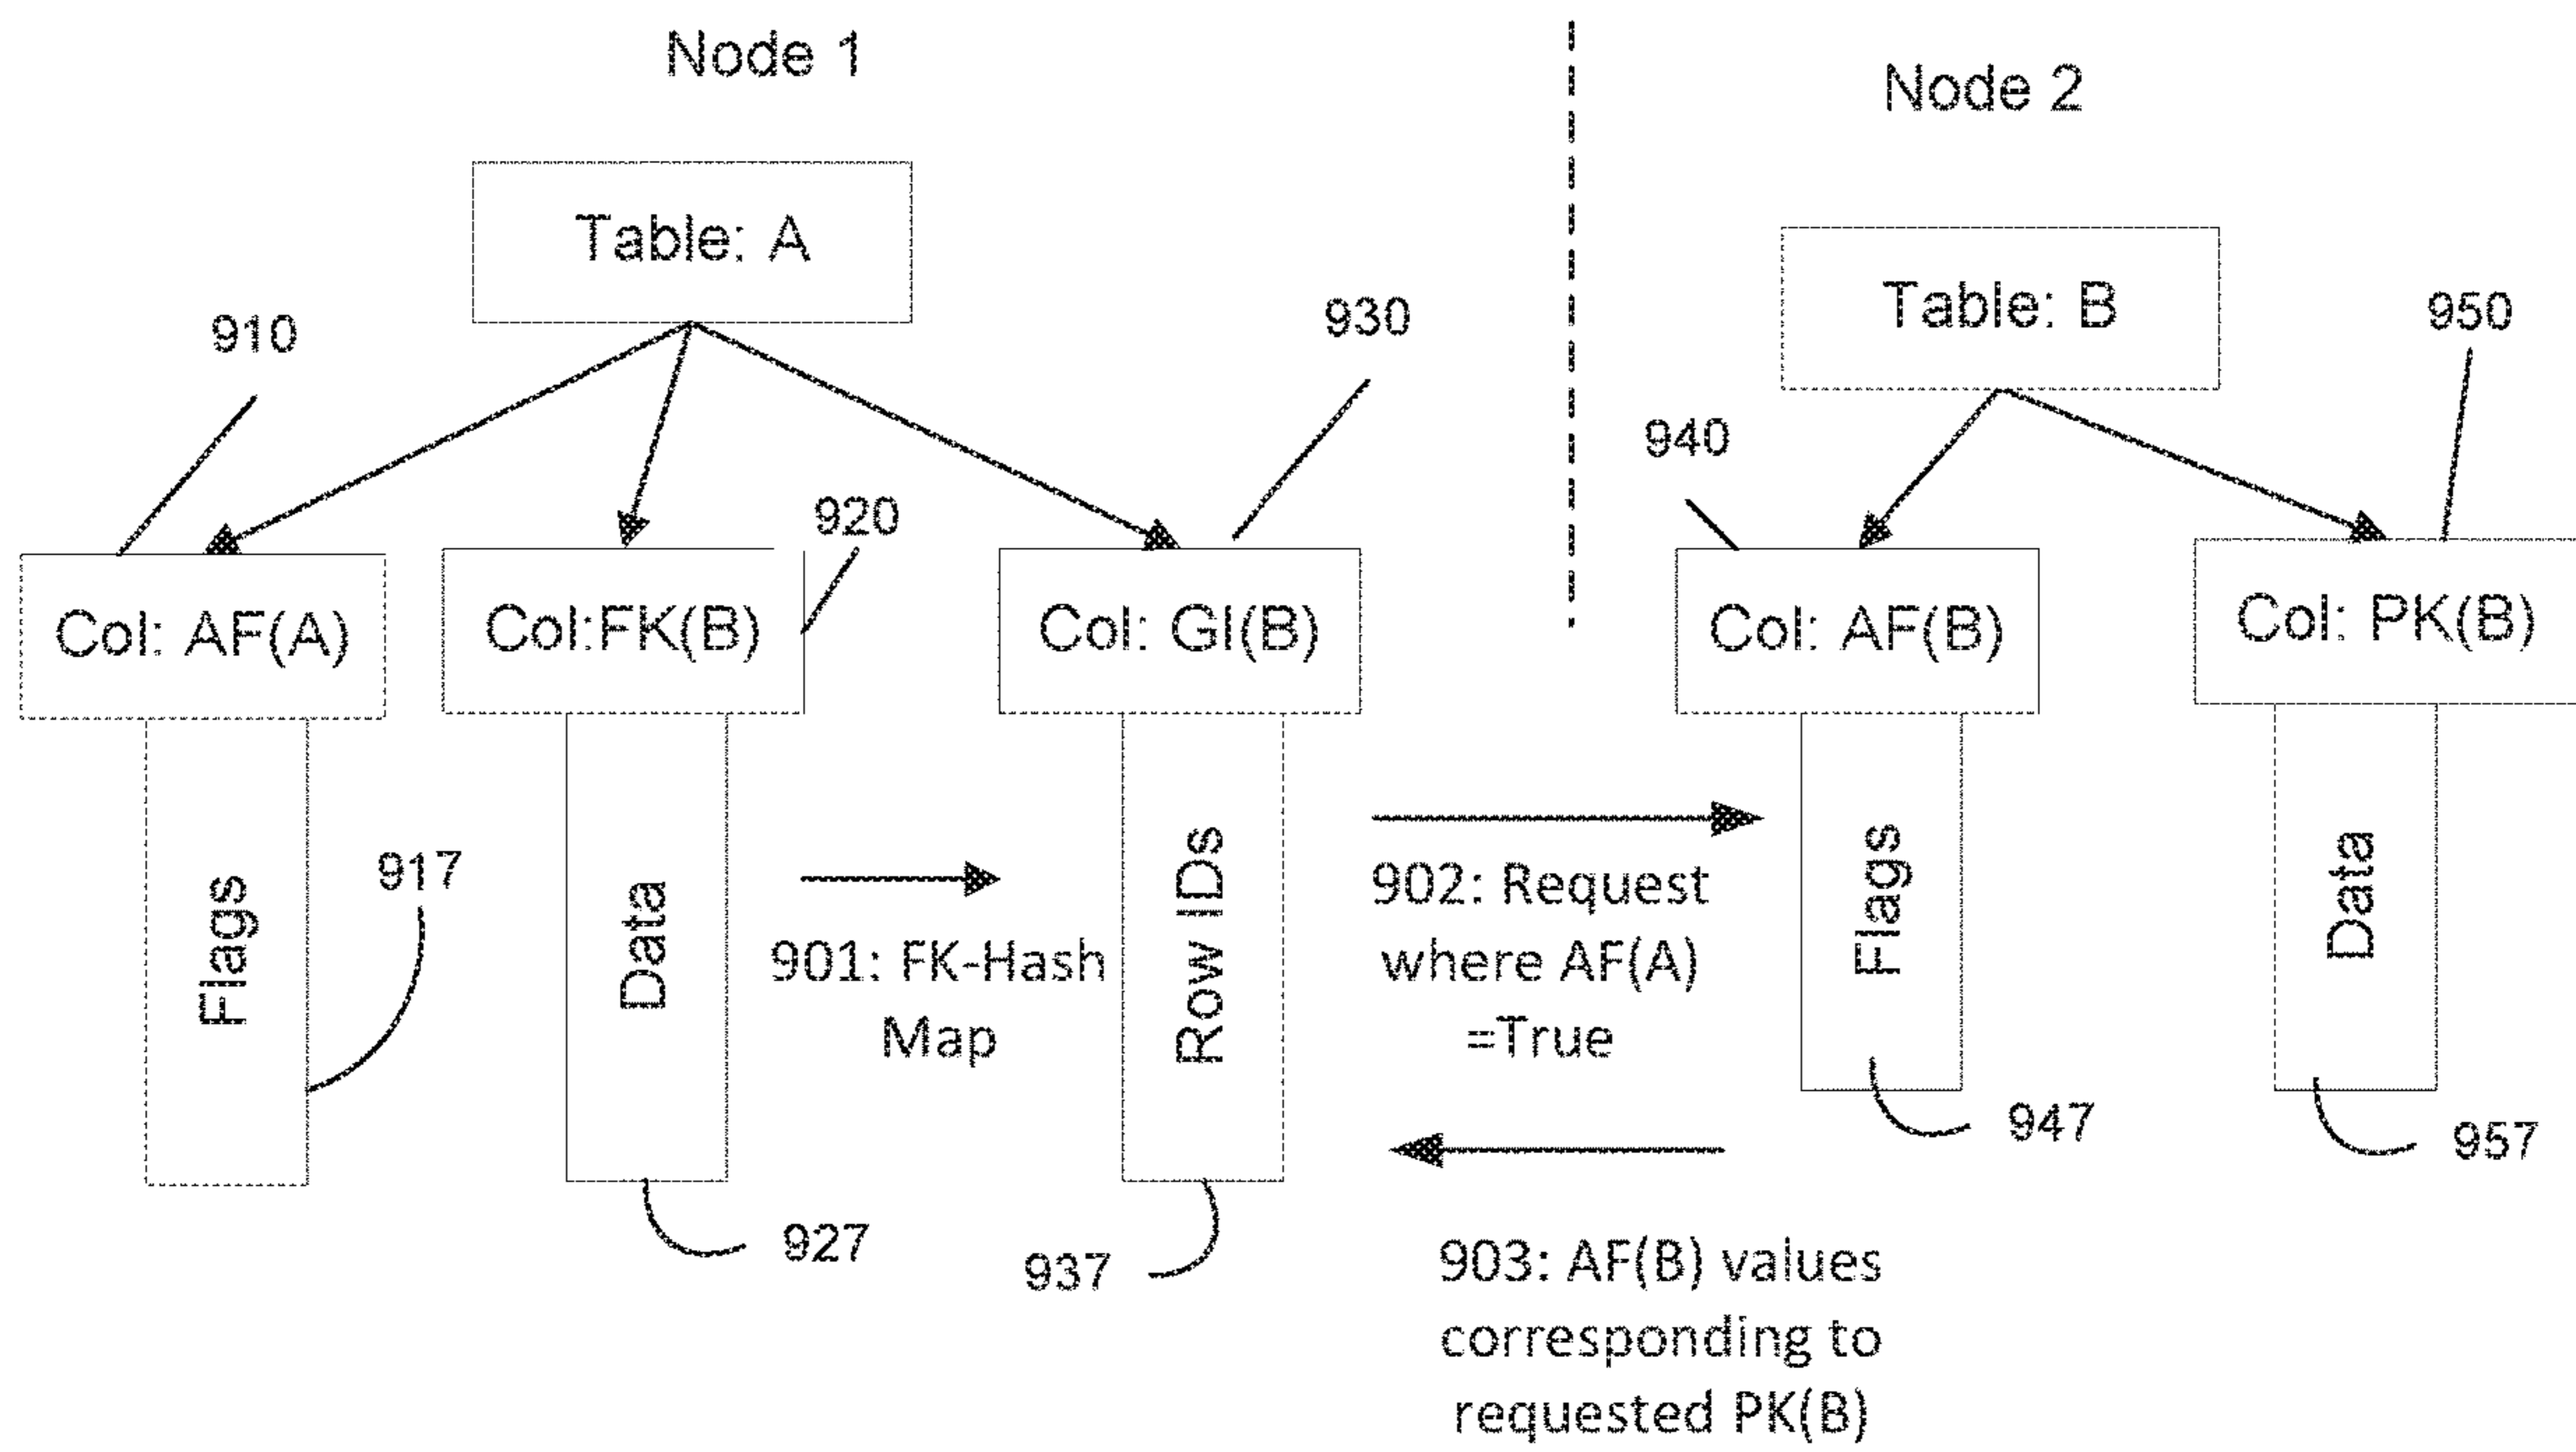 Node 1
Node 2
Table: A
Table: B
910
930
950
940
920
Col: AF(A)
Col:FK(B)
Col: GI(B)
Col: AF(B)
Col: PK(B)
917
Flags
Data
Row IDs
Flags
Data
901: FK-Hash
Map
902: Request
where AF(A)
=True
947
957
927
937
903: AF(B) values
corresponding to
requested PK(B)